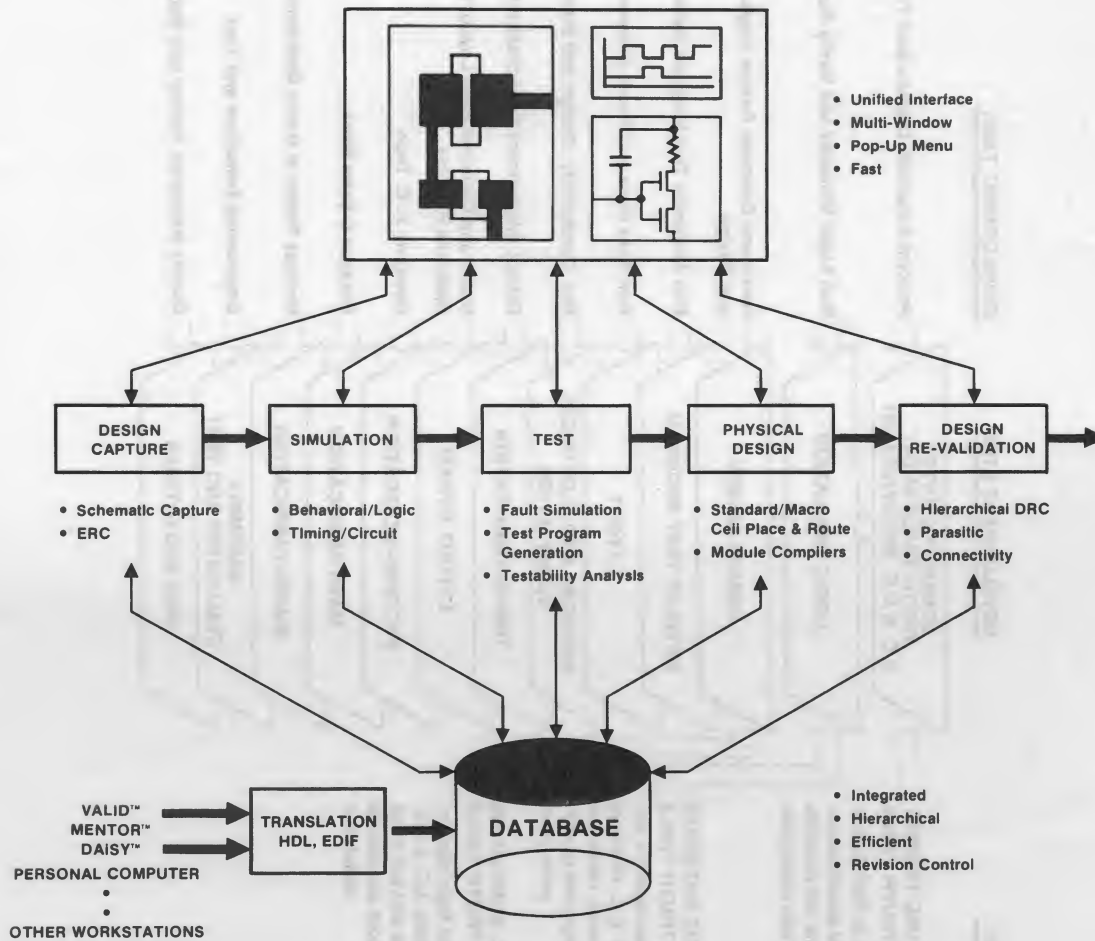 • Unified Interface
• Multi-Window
• Pop-Up Menu
• Fast
DESIGN
CAPTURE
SIMULATION
TEST
PHYSICAL
DESIGN
DESIGN
RE-VALIDATION
• Schematic Capture
• ERC
• Behavioral/Logic
• Timing/Circuit
• Fault Simulation
• Test Program
Generation
• Testability Analysis
• Standard/Macro
Cell Place & Route
• Module Compilers
• Hierarchical DRC
• Parasitic
• Connectivity
VALID™
MENTOR™
DAISY™
PERSONAL COMPUTER
•
•
OTHER WORKSTATIONS
TRANSLATION
HDL, EDIF
DATABASE
• Integrated
• Hierarchical
• Efficient
• Revision Control